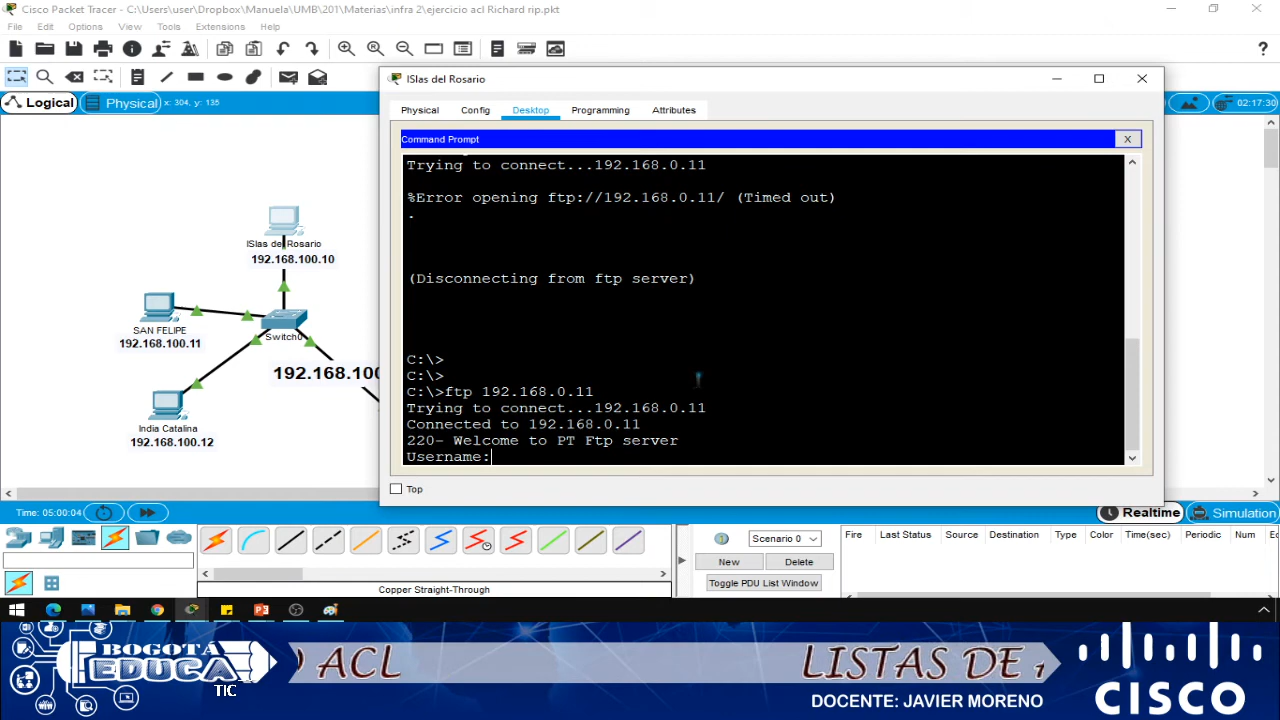 Cisco Packet Tracer - C:\Users\user\Dropbox\Manuela\UMB\201\Materias\infra 2\ejercicio acl Richard rip.pkt
File Edit Options View Tools Extensions Help
Logical Physical x: 304, y: 135
02:17:30
ISlas del Rosario
Physical Config Desktop Programming Attributes
Command Prompt X
Trying to connect...192.168.0.11
%Error opening ftp://192.168.0.11/ (Timed out)
.
(Disconnecting from ftp server)
C:\>
C:\>
C:\>ftp 192.168.0.11
Trying to connect...192.168.0.11
Connected to 192.168.0.11
220- Welcome to PT Ftp server
Username:
Top
ISlas del Rosario
192.168.100.10
SAN FELIPE
192.168.100.11
Switch0
192.168.100
India Catalina
192.168.100.12
Time: 05:00:04
Realtime Simulation
Scenario 0
New Delete
Toggle PDU List Window
Fire Last Status Source Destination Type Color Time(sec) Periodic Num Ec
Copper Straight-Through
BOGOTA
EDUCA
TIC
O ACL
LISTAS DE
DOCENTE: JAVIER MORENO
CISCO